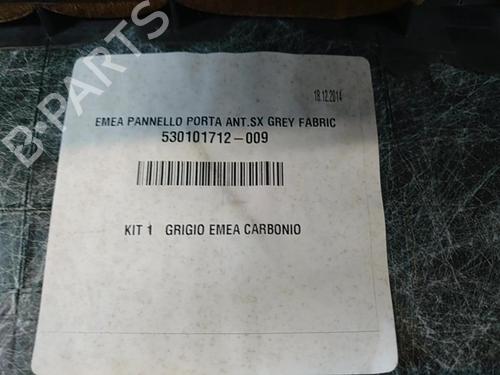 B-PARTS
18.12.2014
EMEA PANNELLO PORTA ANT.SX GREY FABRIC
530101712-009
KIT 1 GRIGIO EMEA CARBONIO